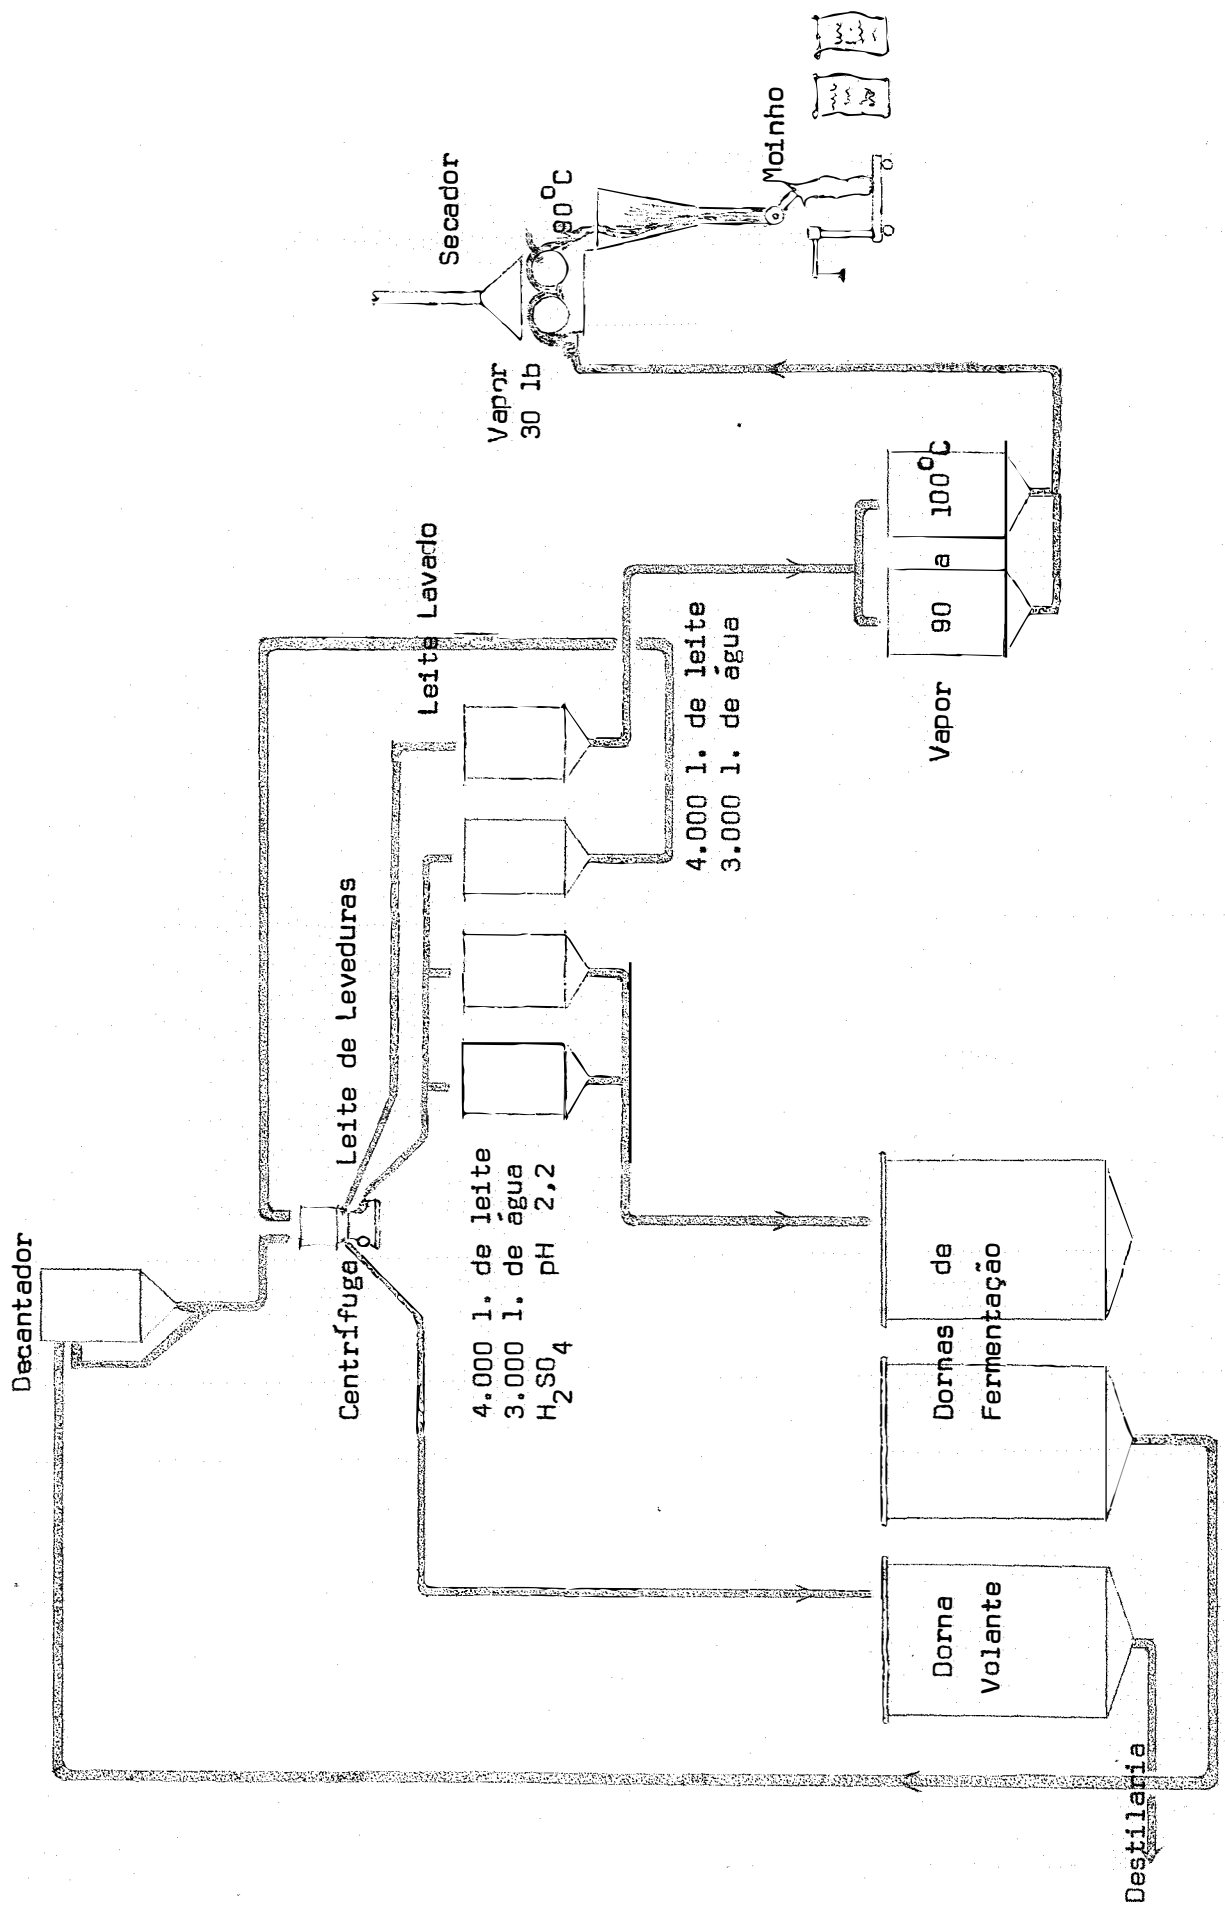 Decantador
Centrífuga
Leite de Leveduras
Leite Lavado
Secador
Vapor
30 lb
90°C
Moinho
4.000 l. de leite
3.000 l. de água
H₂SO₄ pH 2,2
4.000 l. de leite
3.000 l. de água
Vapor
90 a 100°C
Dorna
Volante
Dornas de
Fermentação
Destilaria